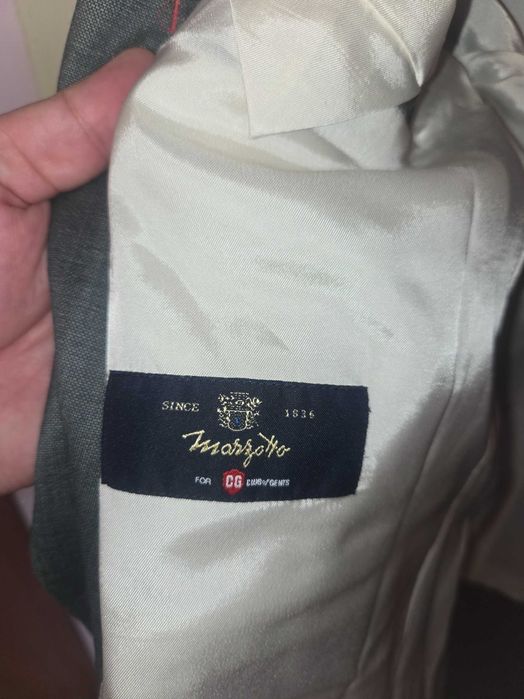 SINCE 1836
Marzotto
FOR CG CLUB of GENTS